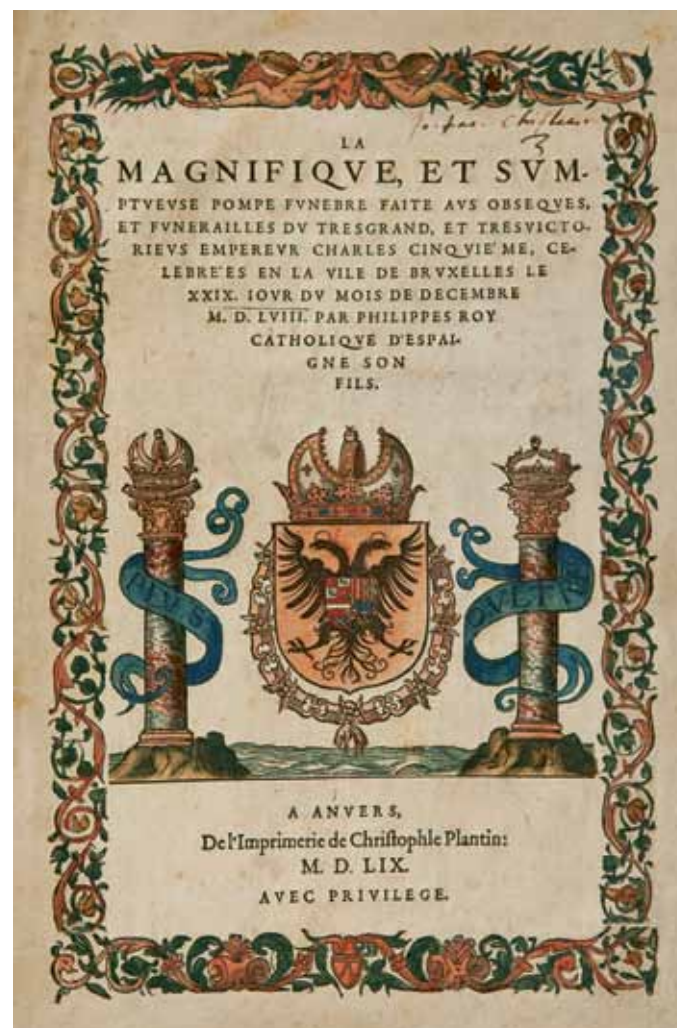 LA
MAGNIFIQVE, ET SVM-
PTVEVSE POMPE FVNEBRE FAITE AVS OBSEQVES,
ET FVNERAILLES DV TRESGRAND, ET TRESVICTO-
RIEVS EMPEREVR CHARLES CINQVIE'ME, CE-
LEBRE'ES EN LA VILE DE BRVXELLES LE
XXIX. IOVR DV MOIS DE DECEMBRE
M. D. LVIII. PAR PHILIPPES ROY
CATHOLIQVE D'ESPAI-
GNE SON
FILS.
PLVS
OVLTRE
A ANVERS,
De l'Imprimerie de Chriſtophle Plantin:
M. D. LIX.
AVEC PRIVILEGE.